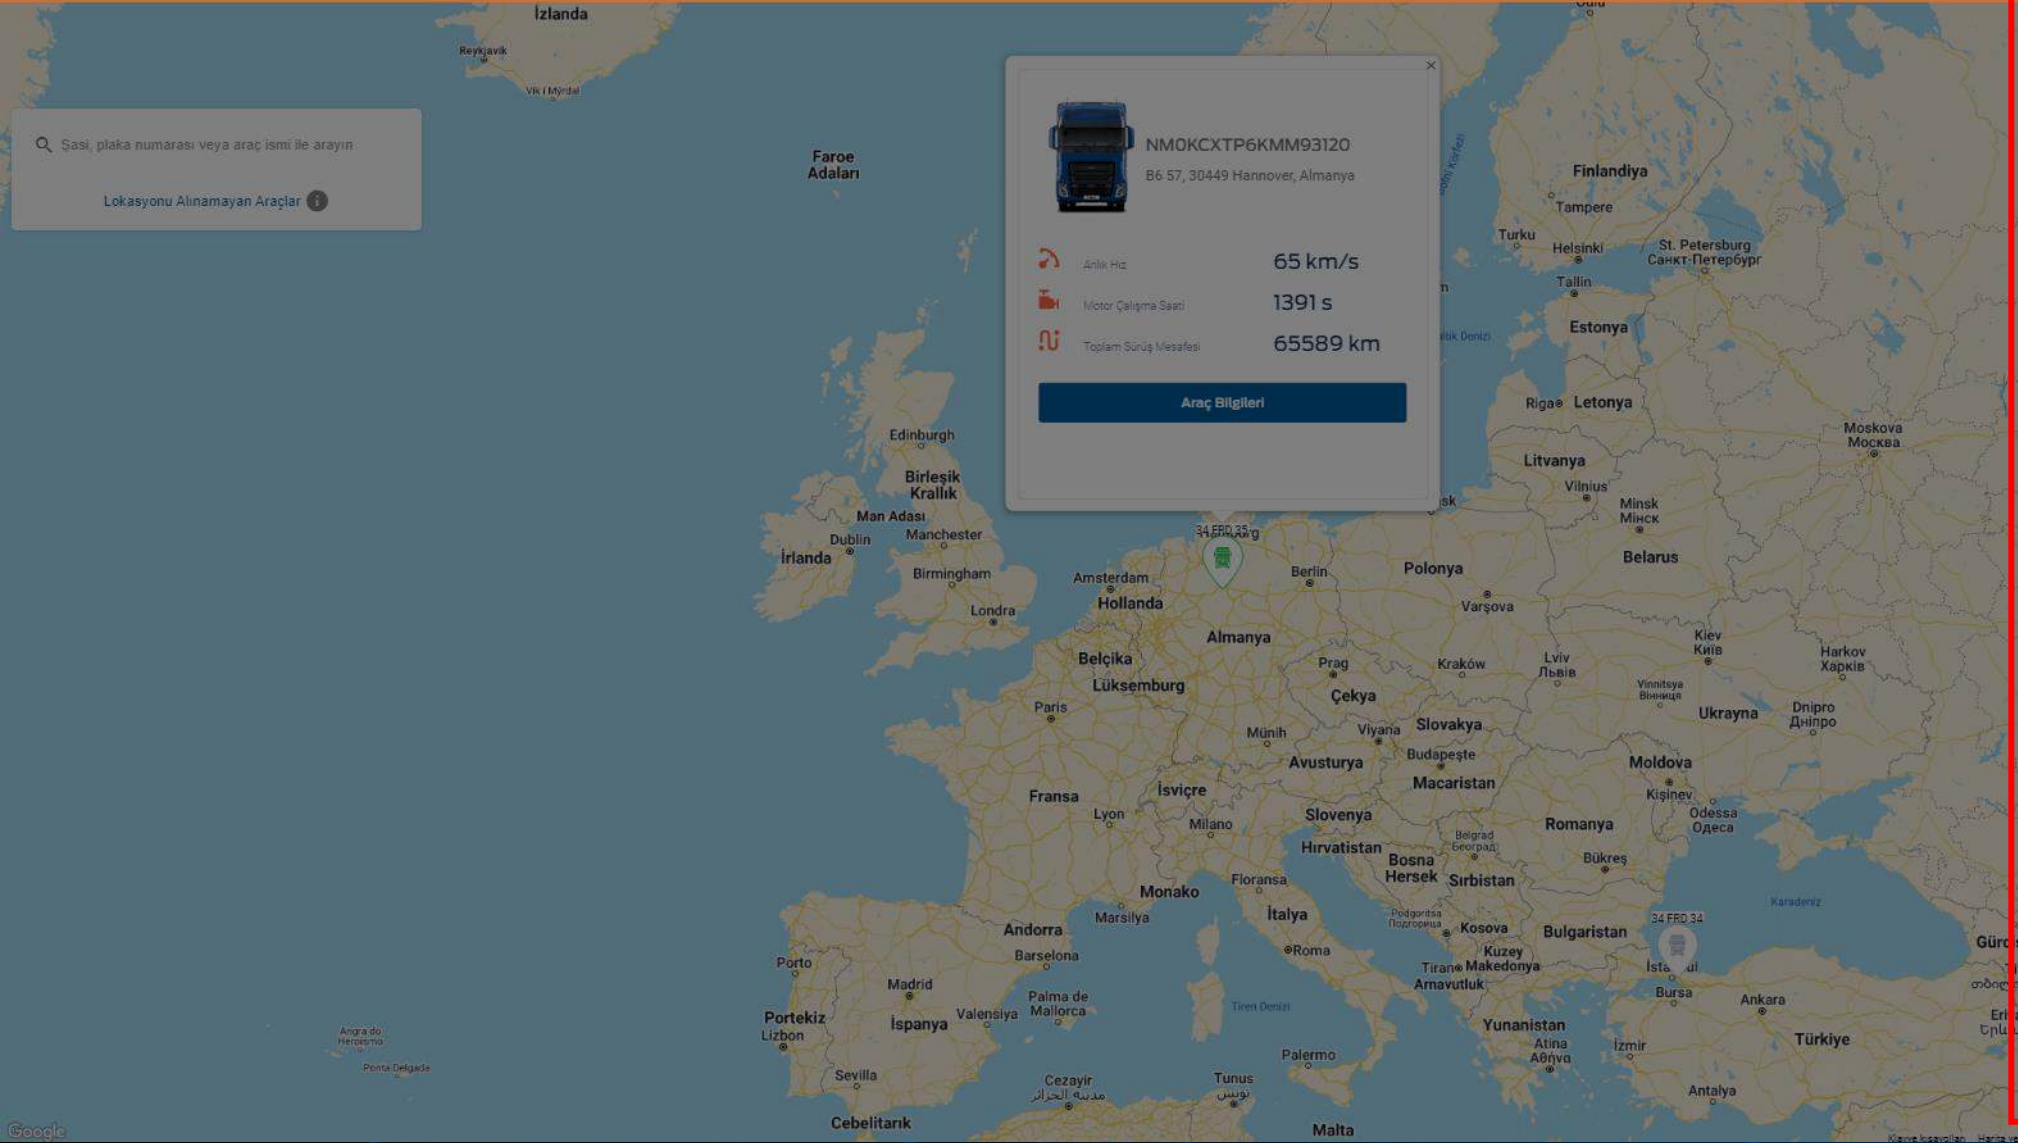 İzlanda
Reykjavik
Vik í Mýrdal
Şasi, plaka numarası veya araç ismi ile arayın
Lokasyonu Alınamayan Araçlar
Faroe
Adaları
NM0KCXTP6KMM93120
B6 57, 30449 Hannover, Almanya
Anlık Hız
65 km/s
Motor Çalışma Saati
1391 s
Toplam Sürüş Mesafesi
65589 km
Araç Bilgileri
Finlandiya
Tampere
Turku
Helsinki
St. Petersburg
Санкт-Петербург
Tallin
Estonya
Riga
Letonya
Moskova
Москва
Litvanya
Vilnius
Minsk
Мінск
Belarus
Edinburgh
Birleşik
Krallık
Man Adası
Dublin
Manchester
İrlanda
Birmingham
Londra
34 FRD 35
Amsterdam
Hollanda
Berlin
Polonya
Varşova
Almanya
Belçika
Lüksemburg
Prag
Çekya
Kraków
Lviv
Львів
Kiev
Київ
Harkov
Харків
Vinnitsya
Вінниця
Ukrayna
Dnipro
Дніпро
Paris
Münih
Viyana
Slovakya
Budapeşte
Macaristan
Avusturya
Moldova
Kişinev
Odessa
Одеса
Fransa
İsviçre
Lyon
Milano
Slovenya
Romanya
Hırvatistan
Belgrad
Београд
Bosna
Hersek
Sırbistan
Bükreş
Monako
Floransa
Marsilya
İtalya
Podgoritsa
Подгорица
Kosova
Bulgaristan
34 FRD 34
Karadeniz
Andorra
Barselona
Roma
Kuzey
Makedonya
Tiran
Arnavutluk
Porto
Madrid
Palma de
Mallorca
Valensiya
İspanya
Portekiz
Lizbon
Tiren Denizi
Bursa
Ankara
Türkiye
Yunanistan
Atina
Αθήνα
İzmir
Angra do
Heroísmo
Ponta Delgada
Palermo
Sevilla
Cezayir
مدينة الجزائر
Tunus
تونس
Antalya
Cebelitarık
Malta
Google